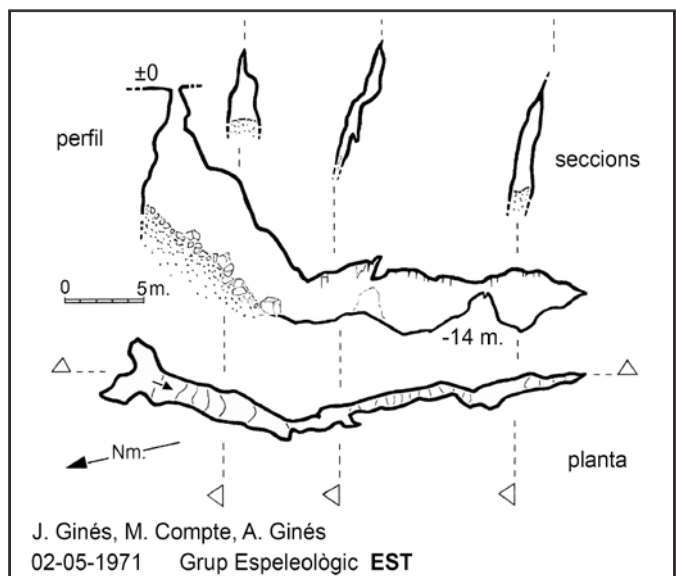 ±0
perfil
seccions
0 5m.
-14 m.
Nm.
planta
J. Ginés, M. Compte, A. Ginés
02-05-1971 Grup Espeleològic EST